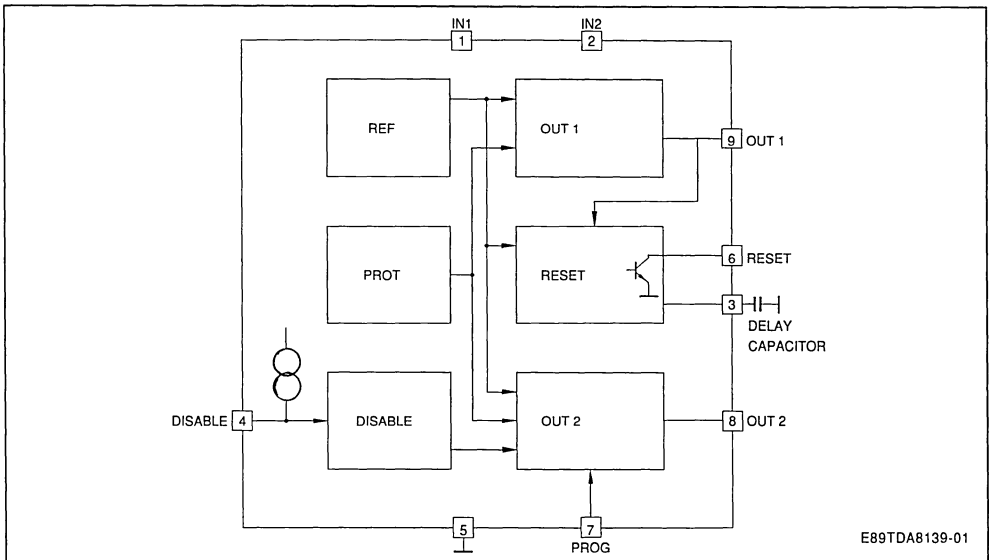 IN1 IN2
1 2
REF
OUT 1
9 OUT 1
PROT
RESET
6 RESET
3
DELAY
CAPACITOR
DISABLE 4
DISABLE
OUT 2
8 OUT 2
5 7
PROG
E89TDA8139-01